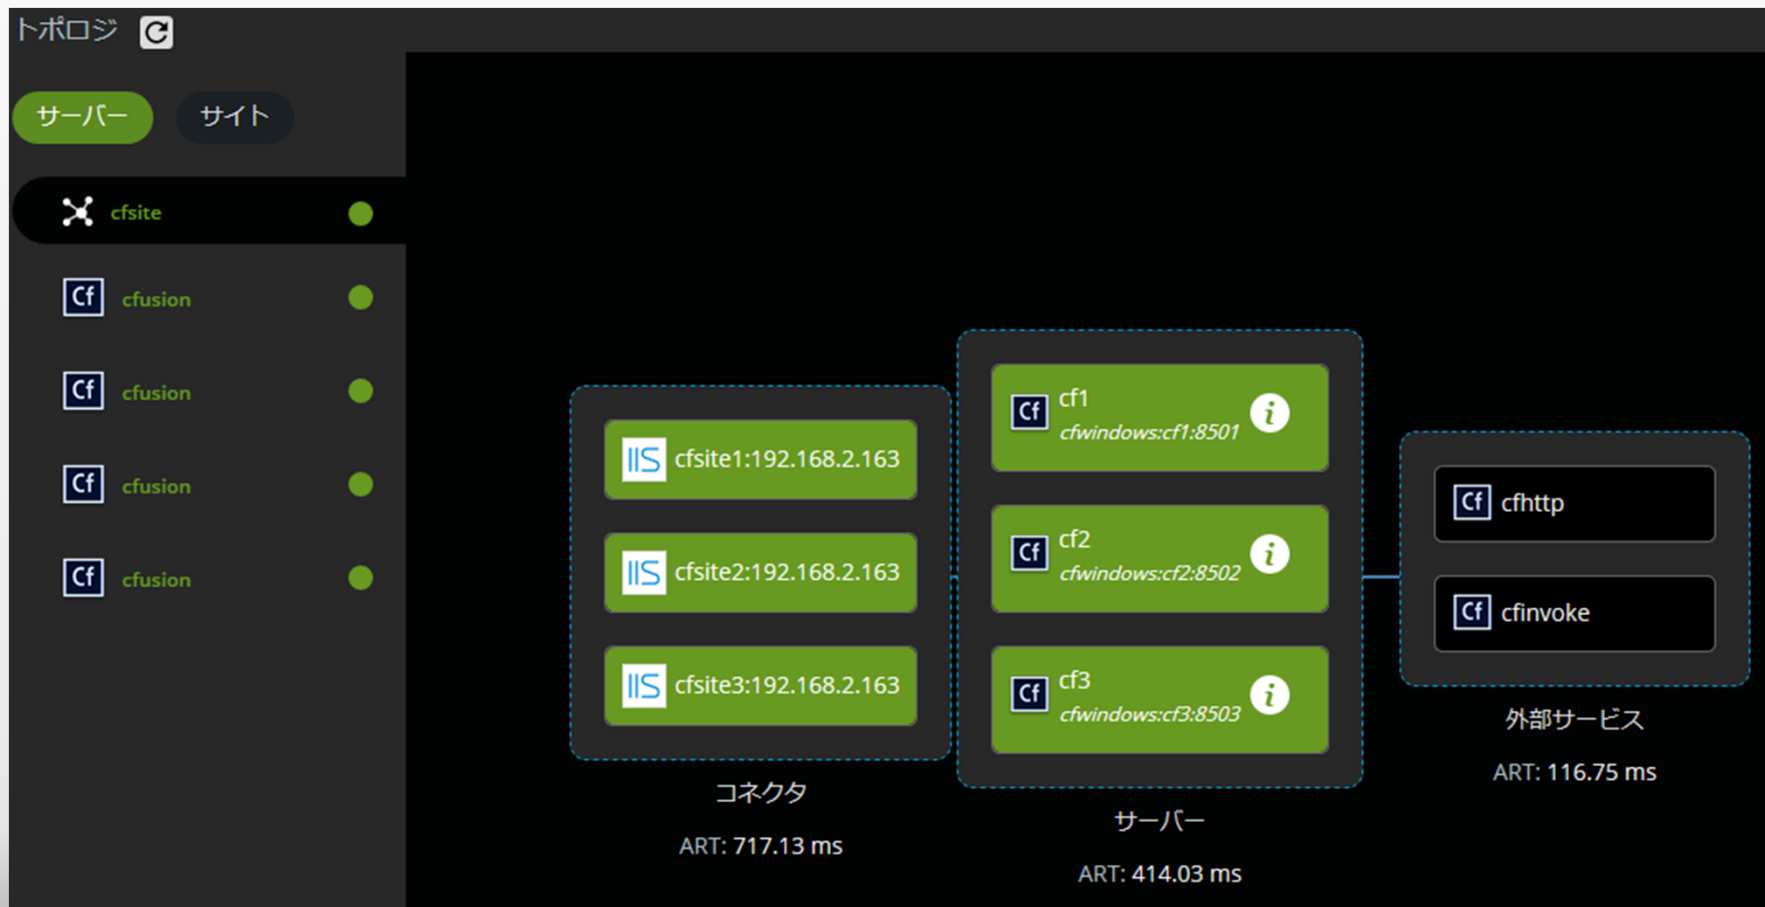 トポロジ
サーバー サイト
cfsite
Cf cfusion
Cf cfusion
Cf cfusion
Cf cfusion
IIS cfsite1:192.168.2.163
IIS cfsite2:192.168.2.163
IIS cfsite3:192.168.2.163
コネクタ
ART: 717.13 ms
Cf cf1
cfwindows:cf1:8501
i
Cf cf2
cfwindows:cf2:8502
i
Cf cf3
cfwindows:cf3:8503
i
サーバー
ART: 414.03 ms
Cf cfhttp
Cf cfinvoke
外部サービス
ART: 116.75 ms